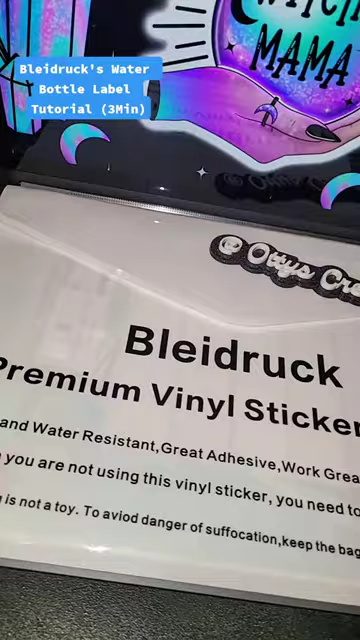 WITCHY
MAMA
Bleidruck's Water
Bottle Label
Tutorial (3Min)
@ Ottys Cre
Bleidruck
Premium Vinyl Sticker
and Water Resistant,Great Adhesive,Work Grea
you are not using this vinyl sticker, you need to
is not a toy. To aviod danger of suffocation,keep the bag